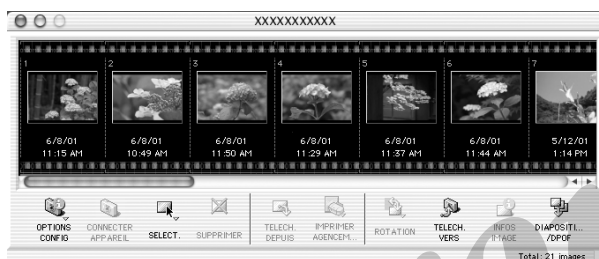 XXXXXXXXXXX
1 2 3 4 5 6 7
6/8/01 6/8/01 6/8/01 6/8/01 6/8/01 6/8/01 5/12/01
11:15 AM 10:49 AM 11:50 AM 11:29 AM 11:37 AM 11:44 AM 1:14 PM
OPTIONS CONNECTER TELECH. IMPRIMER TELECH. INFOS DIAPOSITI...
CONFIG APPAREIL SELECT. SUPPRIMER DEPUIS AGENCEM... ROTATION VERS IMAGE /DPOF
Total: 21 images